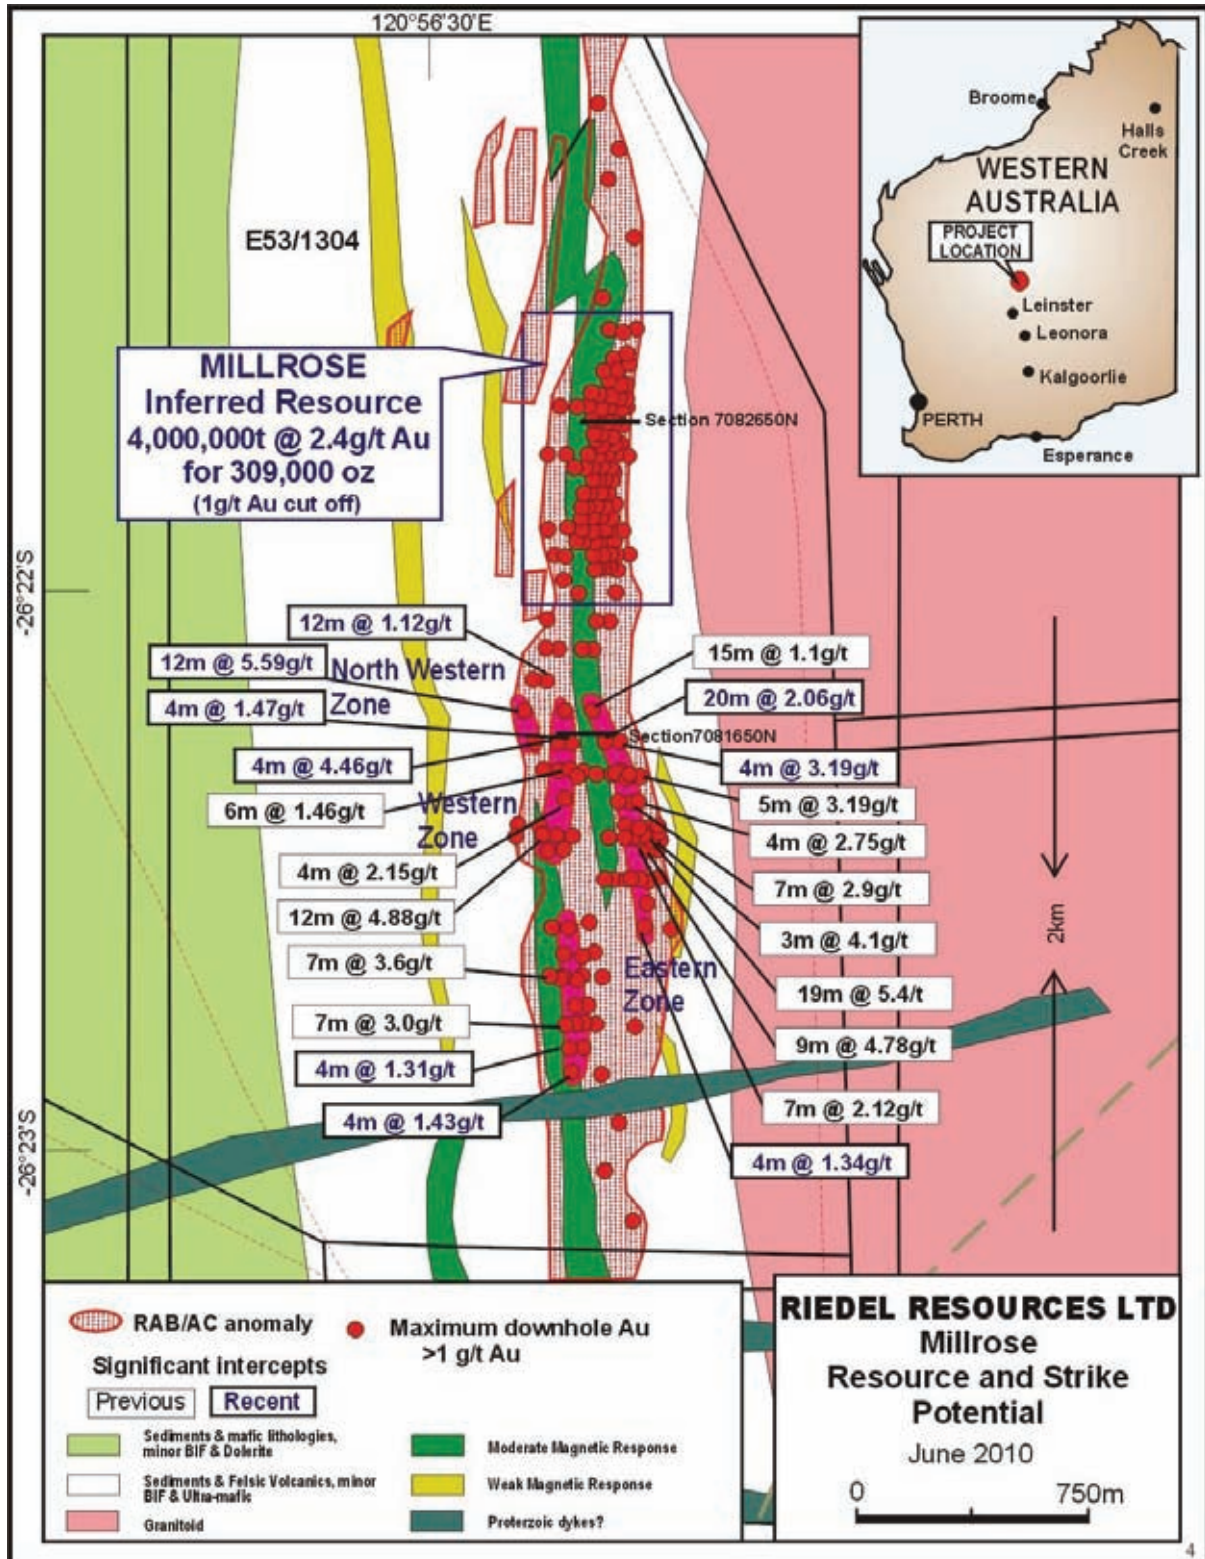 120°56'30'E
Broome
Halls
Creek
WESTERN
AUSTRALIA
PROJECT
LOCATION
Leinster
Leonora
Kalgoorlie
PERTH
Esperance
E53/1304
MILLROSE
Inferred Resource
4,000,000t @ 2.4g/t Au
for 309,000 oz
(1g/t Au cut off)
Section 7082650N
-26°22'S
12m @ 1.12g/t
12m @ 5.59g/t
North Western
Zone
4m @ 1.47g/t
4m @ 4.46g/t
6m @ 1.46g/t
Western
Zone
4m @ 2.15g/t
12m @ 4.88g/t
7m @ 3.6g/t
7m @ 3.0g/t
4m @ 1.31g/t
4m @ 1.43g/t
15m @ 1.1g/t
20m @ 2.06g/t
Section7081650N
4m @ 3.19g/t
5m @ 3.19g/t
4m @ 2.75g/t
7m @ 2.9g/t
3m @ 4.1g/t
Eastern
Zone
19m @ 5.4/t
9m @ 4.78g/t
7m @ 2.12g/t
4m @ 1.34g/t
2km
-26°23'S
RAB/AC anomaly
Maximum downhole Au
>1 g/t Au
Significant intercepts
Previous
Recent
Sediments & mafic lithologies,
minor BIF & Dolerite
Sediments & Felsic Volcanics, minor
BIF & Ultra-mafic
Granitoid
Moderate Magnetic Response
Weak Magnetic Response
Proterzoic dykes?
RIEDEL RESOURCES LTD
Millrose
Resource and Strike
Potential
June 2010
0 750m
4